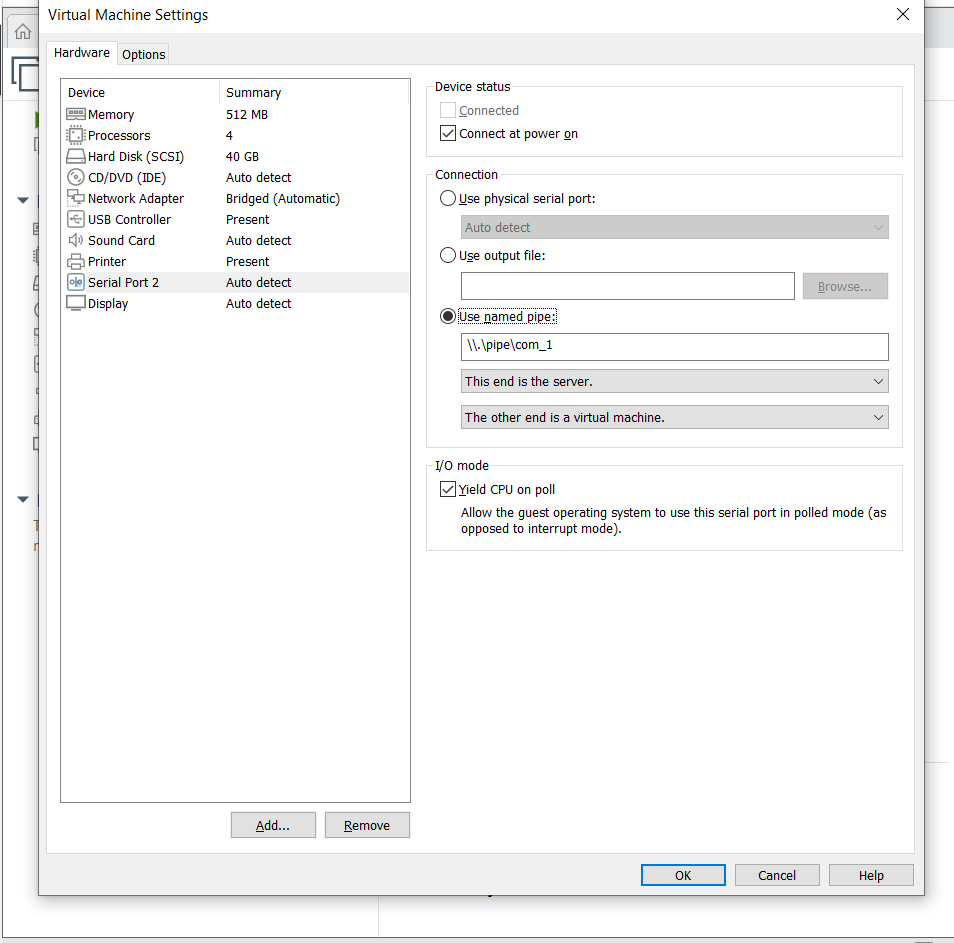 Virtual Machine Settings
Hardware
Options
Device Summary
Memory 512 MB
Processors 4
Hard Disk (SCSI) 40 GB
CD/DVD (IDE) Auto detect
Network Adapter Bridged (Automatic)
USB Controller Present
Sound Card Auto detect
Printer Present
Serial Port 2 Auto detect
Display Auto detect
Add...
Remove
Device status
Connected
Connect at power on
Connection
Use physical serial port:
Auto detect
Use output file:
Browse...
Use named pipe:
\\.\pipe\com_1
This end is the server.
The other end is a virtual machine.
I/O mode
Yield CPU on poll
Allow the guest operating system to use this serial port in polled mode (as
opposed to interrupt mode).
OK
Cancel
Help